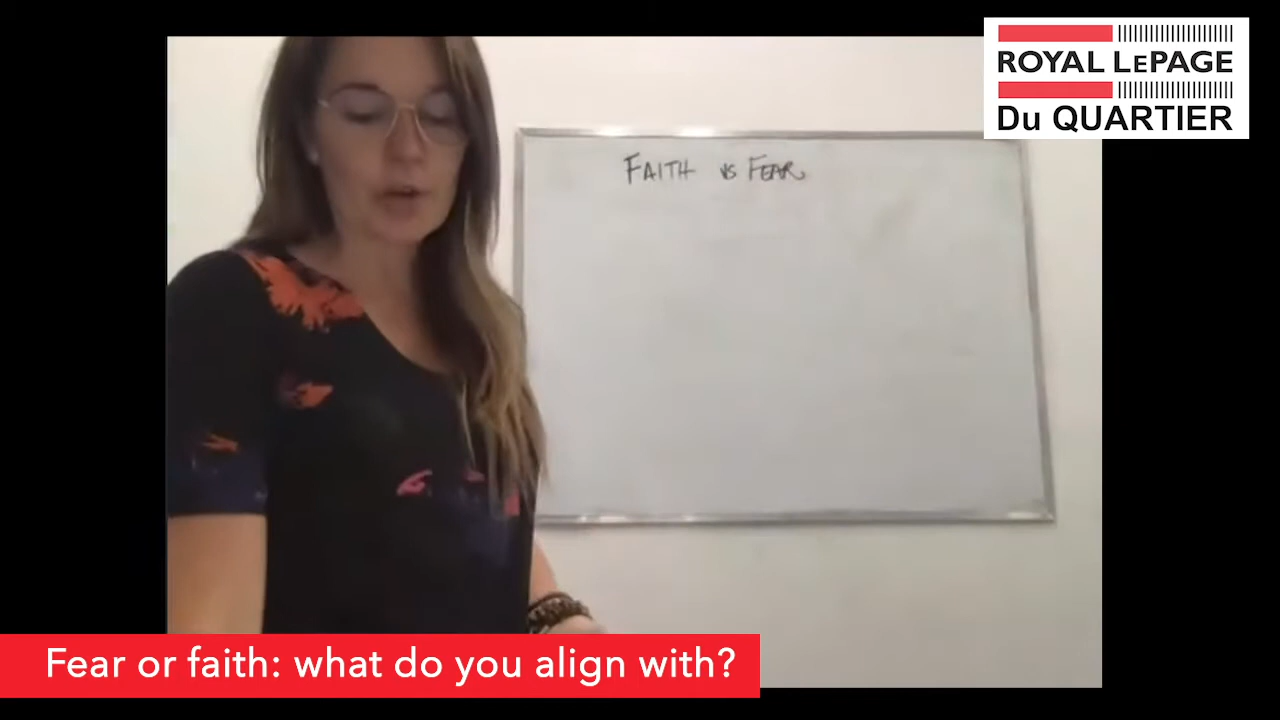 ROYAL LEPAGE
Du QUARTIER
FAITH vs FEAR
Fear or faith: what do you align with?